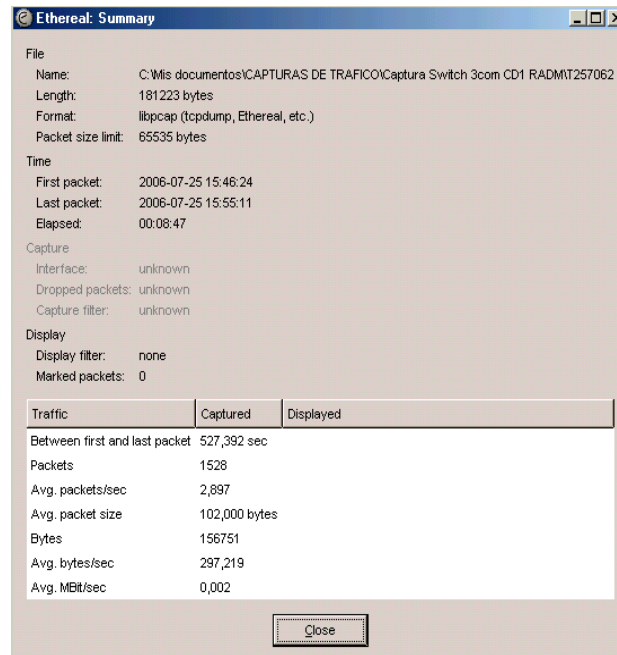 Ethereal: Summary
File
Name: C:\Mis documentos\CAPTURAS DE TRAFICO\Captura Switch 3com CD1 RADM\T257062
Length: 181223 bytes
Format: libpcap (tcpdump, Ethereal, etc.)
Packet size limit: 65535 bytes
Time
First packet: 2006-07-25 15:46:24
Last packet: 2006-07-25 15:55:11
Elapsed: 00:08:47
Capture
Interface: unknown
Dropped packets: unknown
Capture filter: unknown
Display
Display filter: none
Marked packets: 0
Traffic Captured Displayed
Between first and last packet 527,392 sec
Packets 1528
Avg. packets/sec 2,897
Avg. packet size 102,000 bytes
Bytes 156751
Avg. bytes/sec 297,219
Avg. MBit/sec 0,002
Close